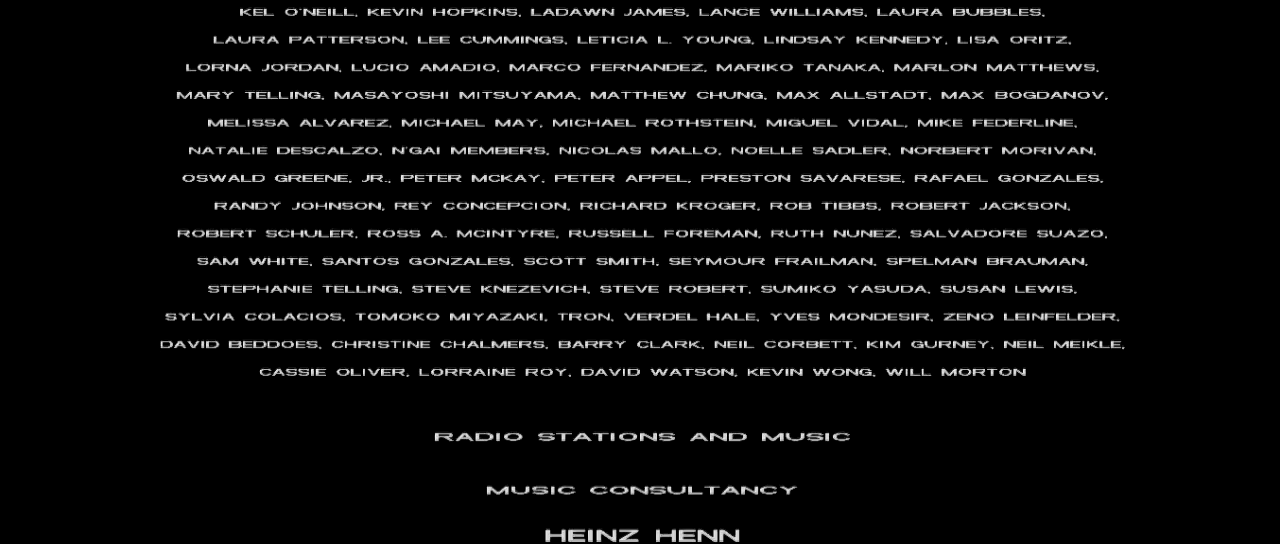 KEL O'NEILL, KEVIN HOPKINS, LADAWN JAMES, LANCE WILLIAMS, LAURA BUBBLES,
LAURA PATTERSON, LEE CUMMINGS, LETICIA L. YOUNG, LINDSAY KENNEDY, LISA ORITZ,
LORNA JORDAN, LUCIO AMADIO, MARCO FERNANDEZ, MARIKO TANAKA, MARLON MATTHEWS,
MARY TELLING, MASAYOSHI MITSUYAMA, MATTHEW CHUNG, MAX ALLSTADT, MAX BOGDANOV,
MELISSA ALVAREZ, MICHAEL MAY, MICHAEL ROTHSTEIN, MIGUEL VIDAL, MIKE FEDERLINE,
NATALIE DESCALZO, N'GAI MEMBERS, NICOLAS MALLO, NOELLE SADLER, NORBERT MORIVAN,
OSWALD GREENE, JR., PETER MCKAY, PETER APPEL, PRESTON SAVARESE, RAFAEL GONZALES,
RANDY JOHNSON, REY CONCEPCION, RICHARD KROGER, ROB TIBBS, ROBERT JACKSON,
ROBERT SCHULER, ROSS A. MCINTYRE, RUSSELL FOREMAN, RUTH NUNEZ, SALVADORE SUAZO,
SAM WHITE, SANTOS GONZALES, SCOTT SMITH, SEYMOUR FRAILMAN, SPELMAN BRAUMAN,
STEPHANIE TELLING, STEVE KNEZEVICH, STEVE ROBERT, SUMIKO YASUDA, SUSAN LEWIS,
SYLVIA COLACIOS, TOMOKO MIYAZAKI, TRON, VERDEL HALE, YVES MONDESIR, ZENO LEINFELDER,
DAVID BEDDOES, CHRISTINE CHALMERS, BARRY CLARK, NEIL CORBETT, KIM GURNEY, NEIL MEIKLE,
CASSIE OLIVER, LORRAINE ROY, DAVID WATSON, KEVIN WONG, WILL MORTON
RADIO STATIONS AND MUSIC
MUSIC CONSULTANCY
HEINZ HENN